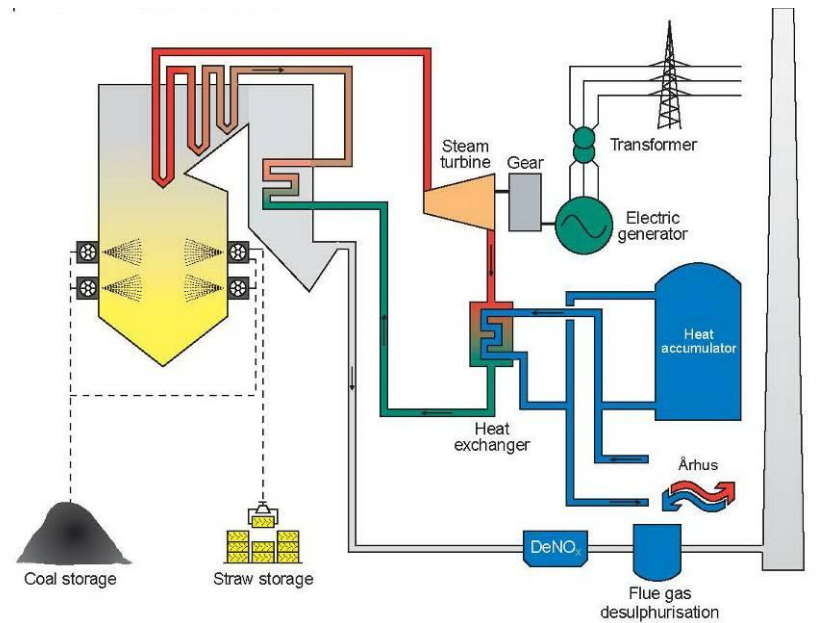 Steam
turbine
Gear
Transformer
Electric
generator
Heat
accumulator
Heat
exchanger
Århus
Coal storage
Straw storage
DeNOx
Flue gas
desulphurisation